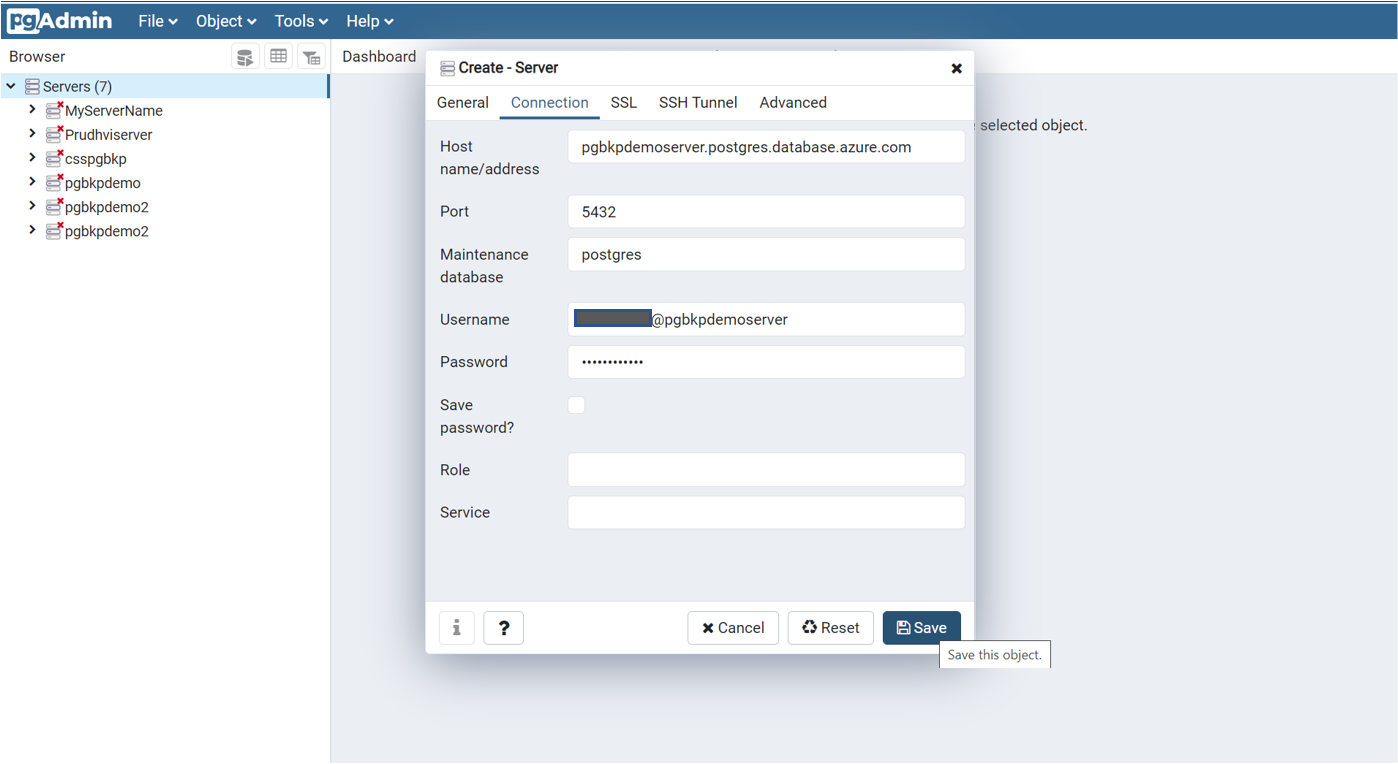 pgAdmin File Object Tools Help
Browser
Dashboard
Servers (7)
MyServerName
Prudhviserver
csspgbkp
pgbkpdemo
pgbkpdemo2
pgbkpdemo2
selected object.
Create - Server
General Connection SSL SSH Tunnel Advanced
Host
name/address
pgbkpdemoserver.postgres.database.azure.com
Port
5432
Maintenance
database
postgres
Username
@pgbkpdemoserver
Password
••••••••••••
Save
password?
Role
Service
i ? Cancel Reset Save
Save this object.